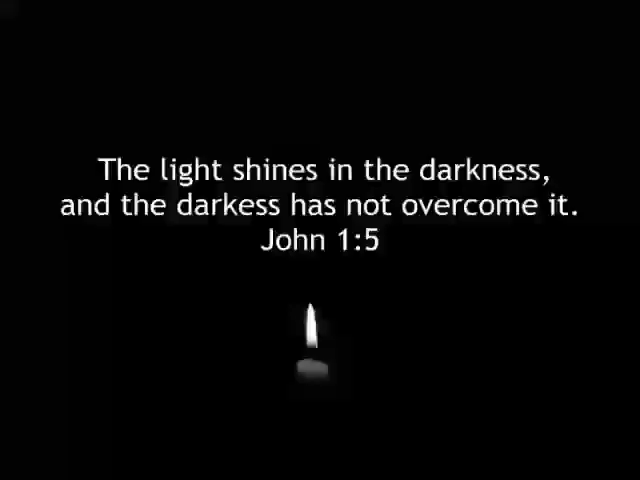 The light shines in the darkness,
and the darkess has not overcome it.
John 1:5